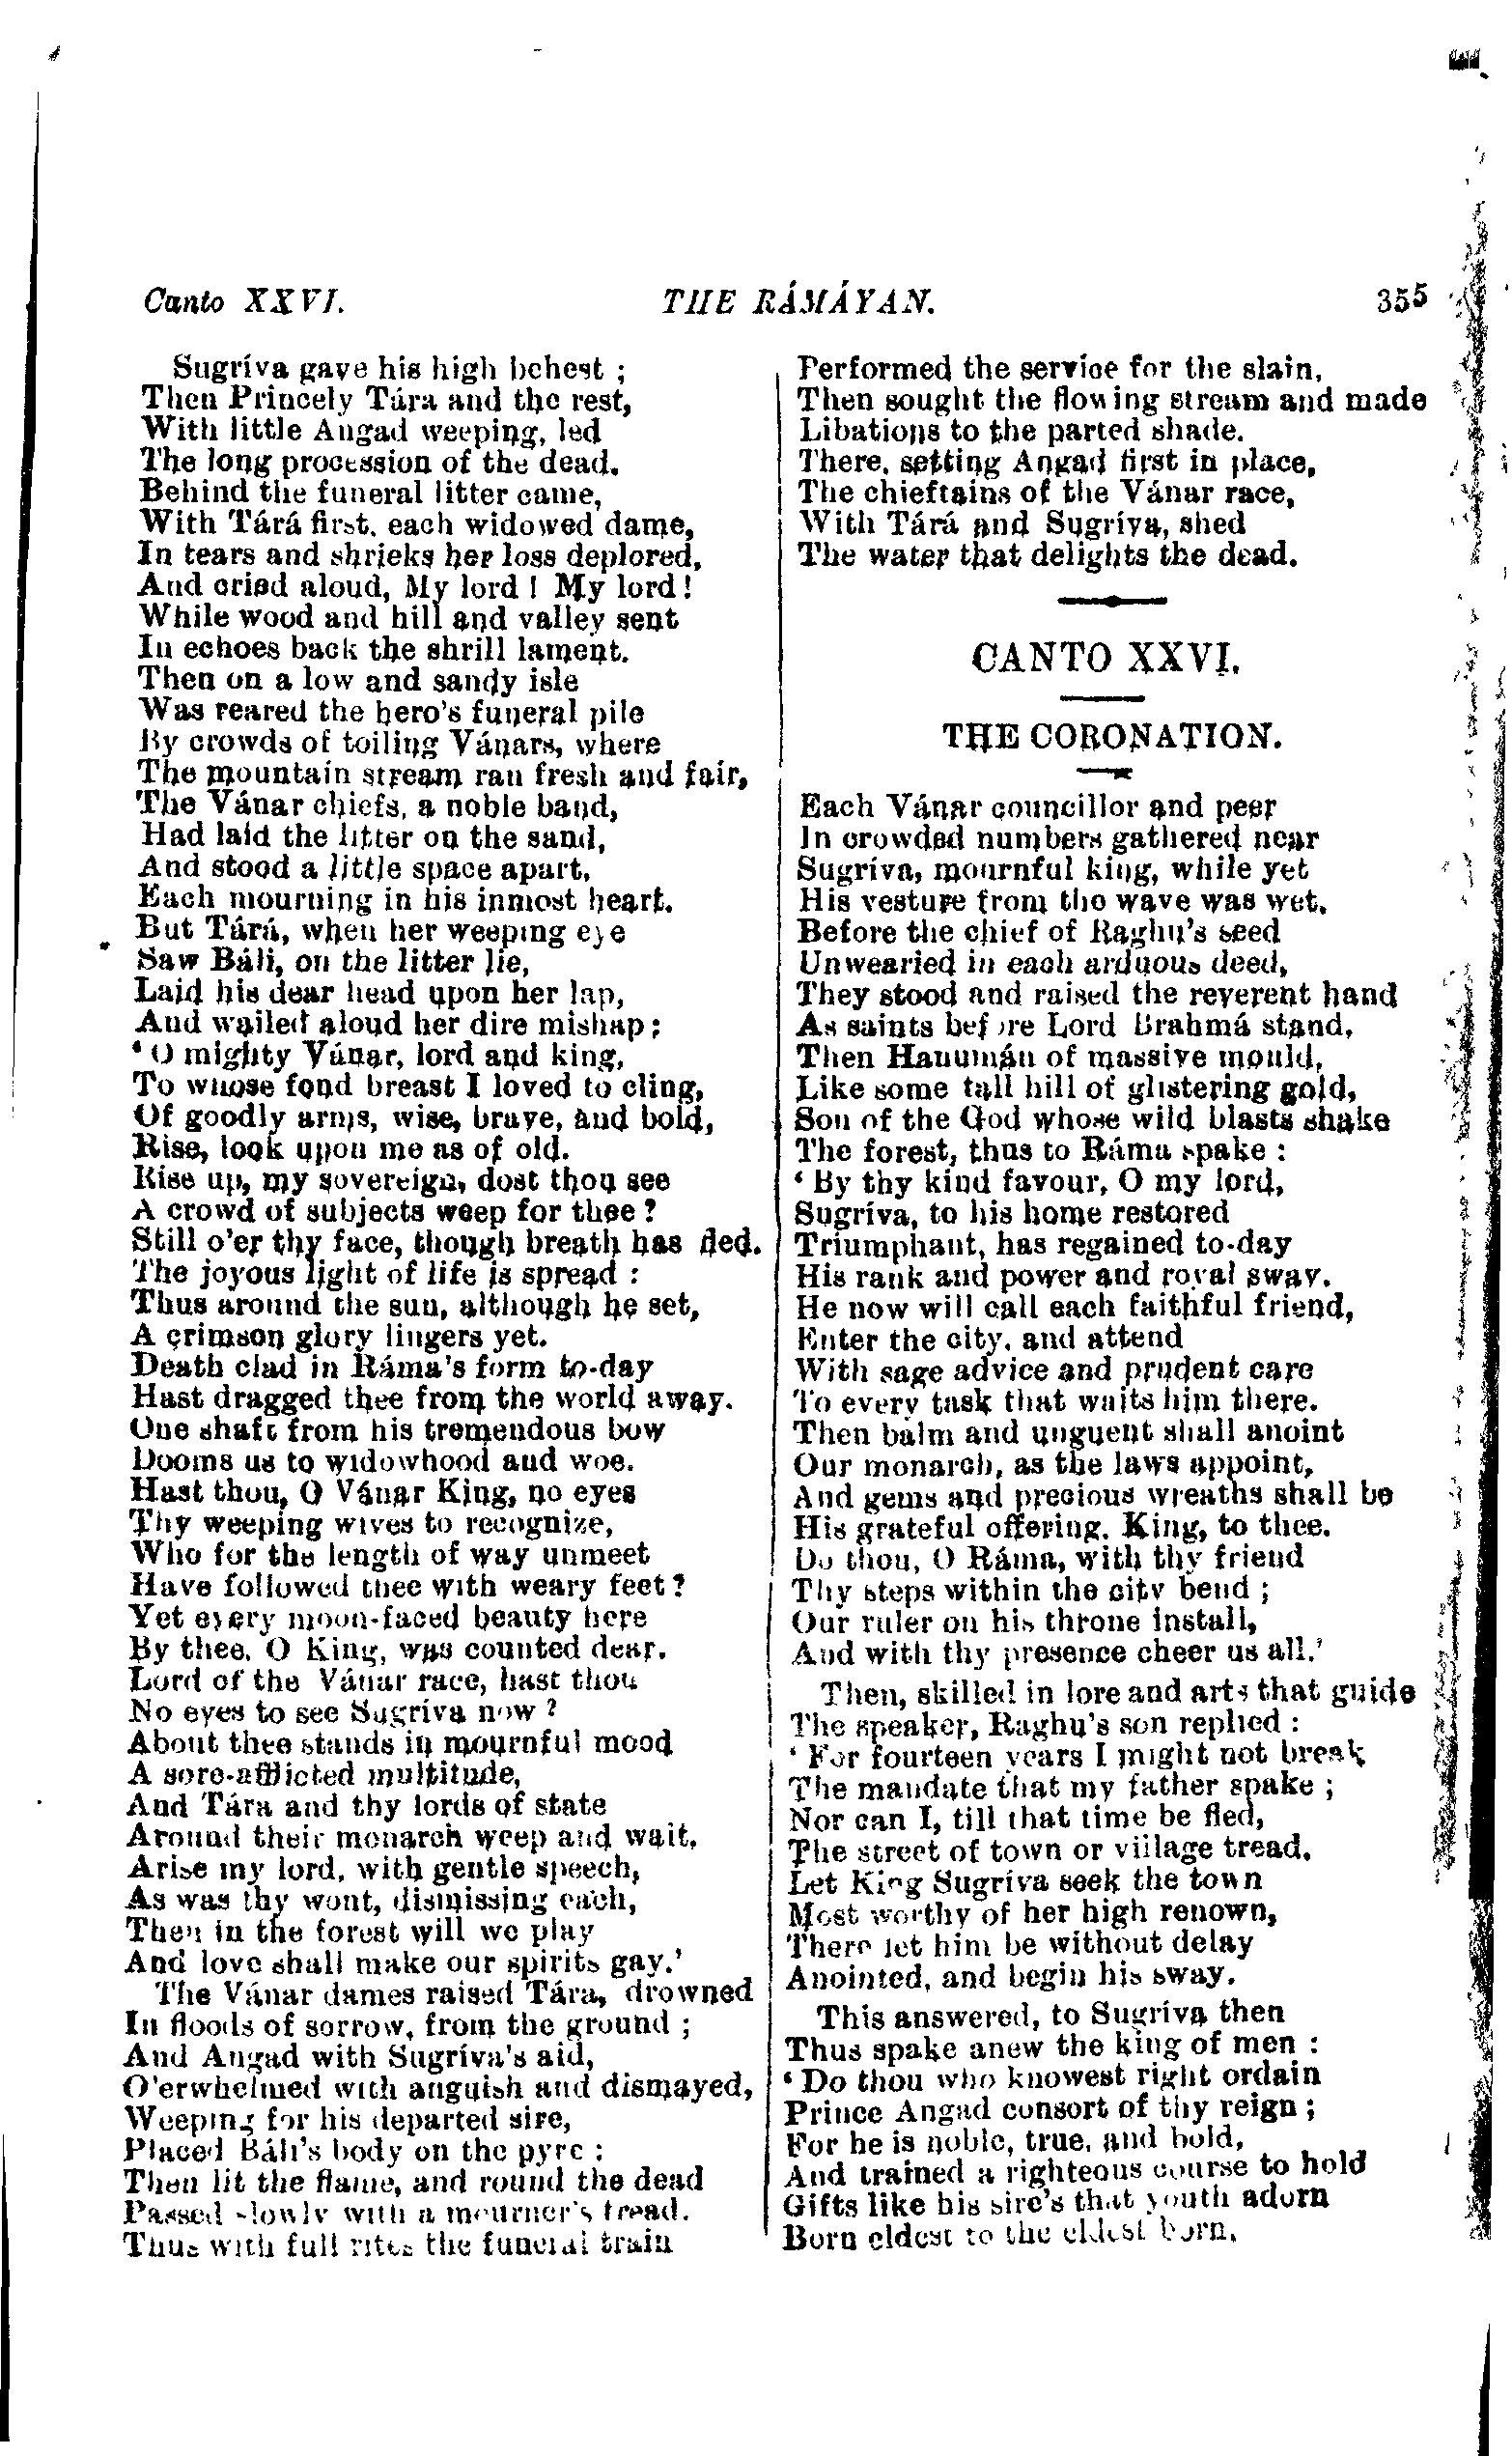 Canto XXVI.
THE RÁMÁYAN.
355
Sugríva gave his high behest ;
Then Princely Tára and the rest,
With little Angad weeping, led
The long procession of the dead.
Behind the funeral litter came,
With Tárá first, each widowed dame,
In tears and shrieks her loss deplored,
And cried aloud, My lord ! My lord !
While wood and hill and valley sent
In echoes back the shrill lament.
Then on a low and sandy isle
Was reared the hero's funeral pile
By crowds of toiling Vánars, where
The mountain stream ran fresh and fair,
The Vánar chiefs, a noble band,
Had laid the litter on the sand,
And stood a little space apart,
Each mourning in his inmost heart.
But Tárá, when her weeping eye
Saw Báli, on the litter lie,
Laid his dear head upon her lap,
And wailed aloud her dire mishap ;
‘ O mighty Vánar, lord and king,
To whose fond breast I loved to cling,
Of goodly arms, wise, brave, and bold,
Rise, look upon me as of old.
Rise up, my sovereign, dost thou see
A crowd of subjects weep for thee ?
Still o'er thy face, though breath has fled,
The joyous light of life is spread :
Thus around the sun, although he set,
A crimson glory lingers yet.
Death clad in Ráma's form to-day
Hast dragged thee from the world away.
One shaft from his tremendous bow
Dooms us to widowhood and woe.
Hast thou, O Vánar King, no eyes
Thy weeping wives to recognize,
Who for the length of way unmeet
Have followed thee with weary feet ?
Yet every moon-faced beauty here
By thee, O King, was counted dear.
Lord of the Vánar race, hast thou
No eyes to see Sugríva now ?
About thee stands in mournful mood
A sore-afflicted multitude,
And Tára and thy lords of state
Around their monarch weep and wait.
Arise my lord, with gentle speech,
As was thy wont, dismissing each,
Then in the forest will we play
And love shall make our spirits gay.’
The Vánar dames raised Tára, drowned
In floods of sorrow, from the ground ;
And Angad with Sugríva's aid,
O'erwhelmed with anguish and dismayed,
Weeping for his departed sire,
Placed Báli's body on the pyre :
Then lit the flame, and round the dead
Passed slowly with a mourner's tread.
Thus with full rites the funeral train
Performed the service for the slain,
Then sought the flowing stream and made
Libations to the parted shade.
There, setting Angad first in place,
The chieftains of the Vánar race,
With Tárá and Sugríva, shed
The water that delights the dead.
CANTO XXVI.
THE CORONATION.
Each Vánar councillor and peer
In crowded numbers gathered near
Sugríva, mournful king, while yet
His vesture from the wave was wet,
Before the chief of Raghu's seed
Unwearied in each arduous deed,
They stood and raised the reverent hand
As saints before Lord Brahmá stand.
Then Hanumán of massive mould,
Like some tall hill of glistering gold,
Son of the God whose wild blasts shake
The forest, thus to Ráma spake :
‘ By thy kind favour, O my lord,
Sugríva, to his home restored
Triumphant, has regained to-day
His rank and power and royal sway.
He now will call each faithful friend,
Enter the city, and attend
With sage advice and prudent care
To every task that waits him there.
Then balm and unguent shall anoint
Our monarch, as the laws appoint,
And gems and precious wreaths shall be
His grateful offering, King, to thee.
Do thou, O Ráma, with thy friend
Thy steps within the city bend ;
Our ruler on his throne install,
And with thy presence cheer us all.’
Then, skilled in lore and arts that guide
The speaker, Raghu's son replied :
‘ For fourteen years I might not break
The mandate that my father spake ;
Nor can I, till that time be fled,
The street of town or village tread.
Let King Sugríva seek the town
Most worthy of her high renown,
There let him be without delay
Anointed, and begin his sway.
This answered, to Sugríva then
Thus spake anew the king of men :
‘ Do thou who knowest right ordain
Prince Angad consort of thy reign ;
For he is noble, true, and bold,
And trained a righteous course to hold
Gifts like his sire's that youth adorn
Born eldest to the eldest born.